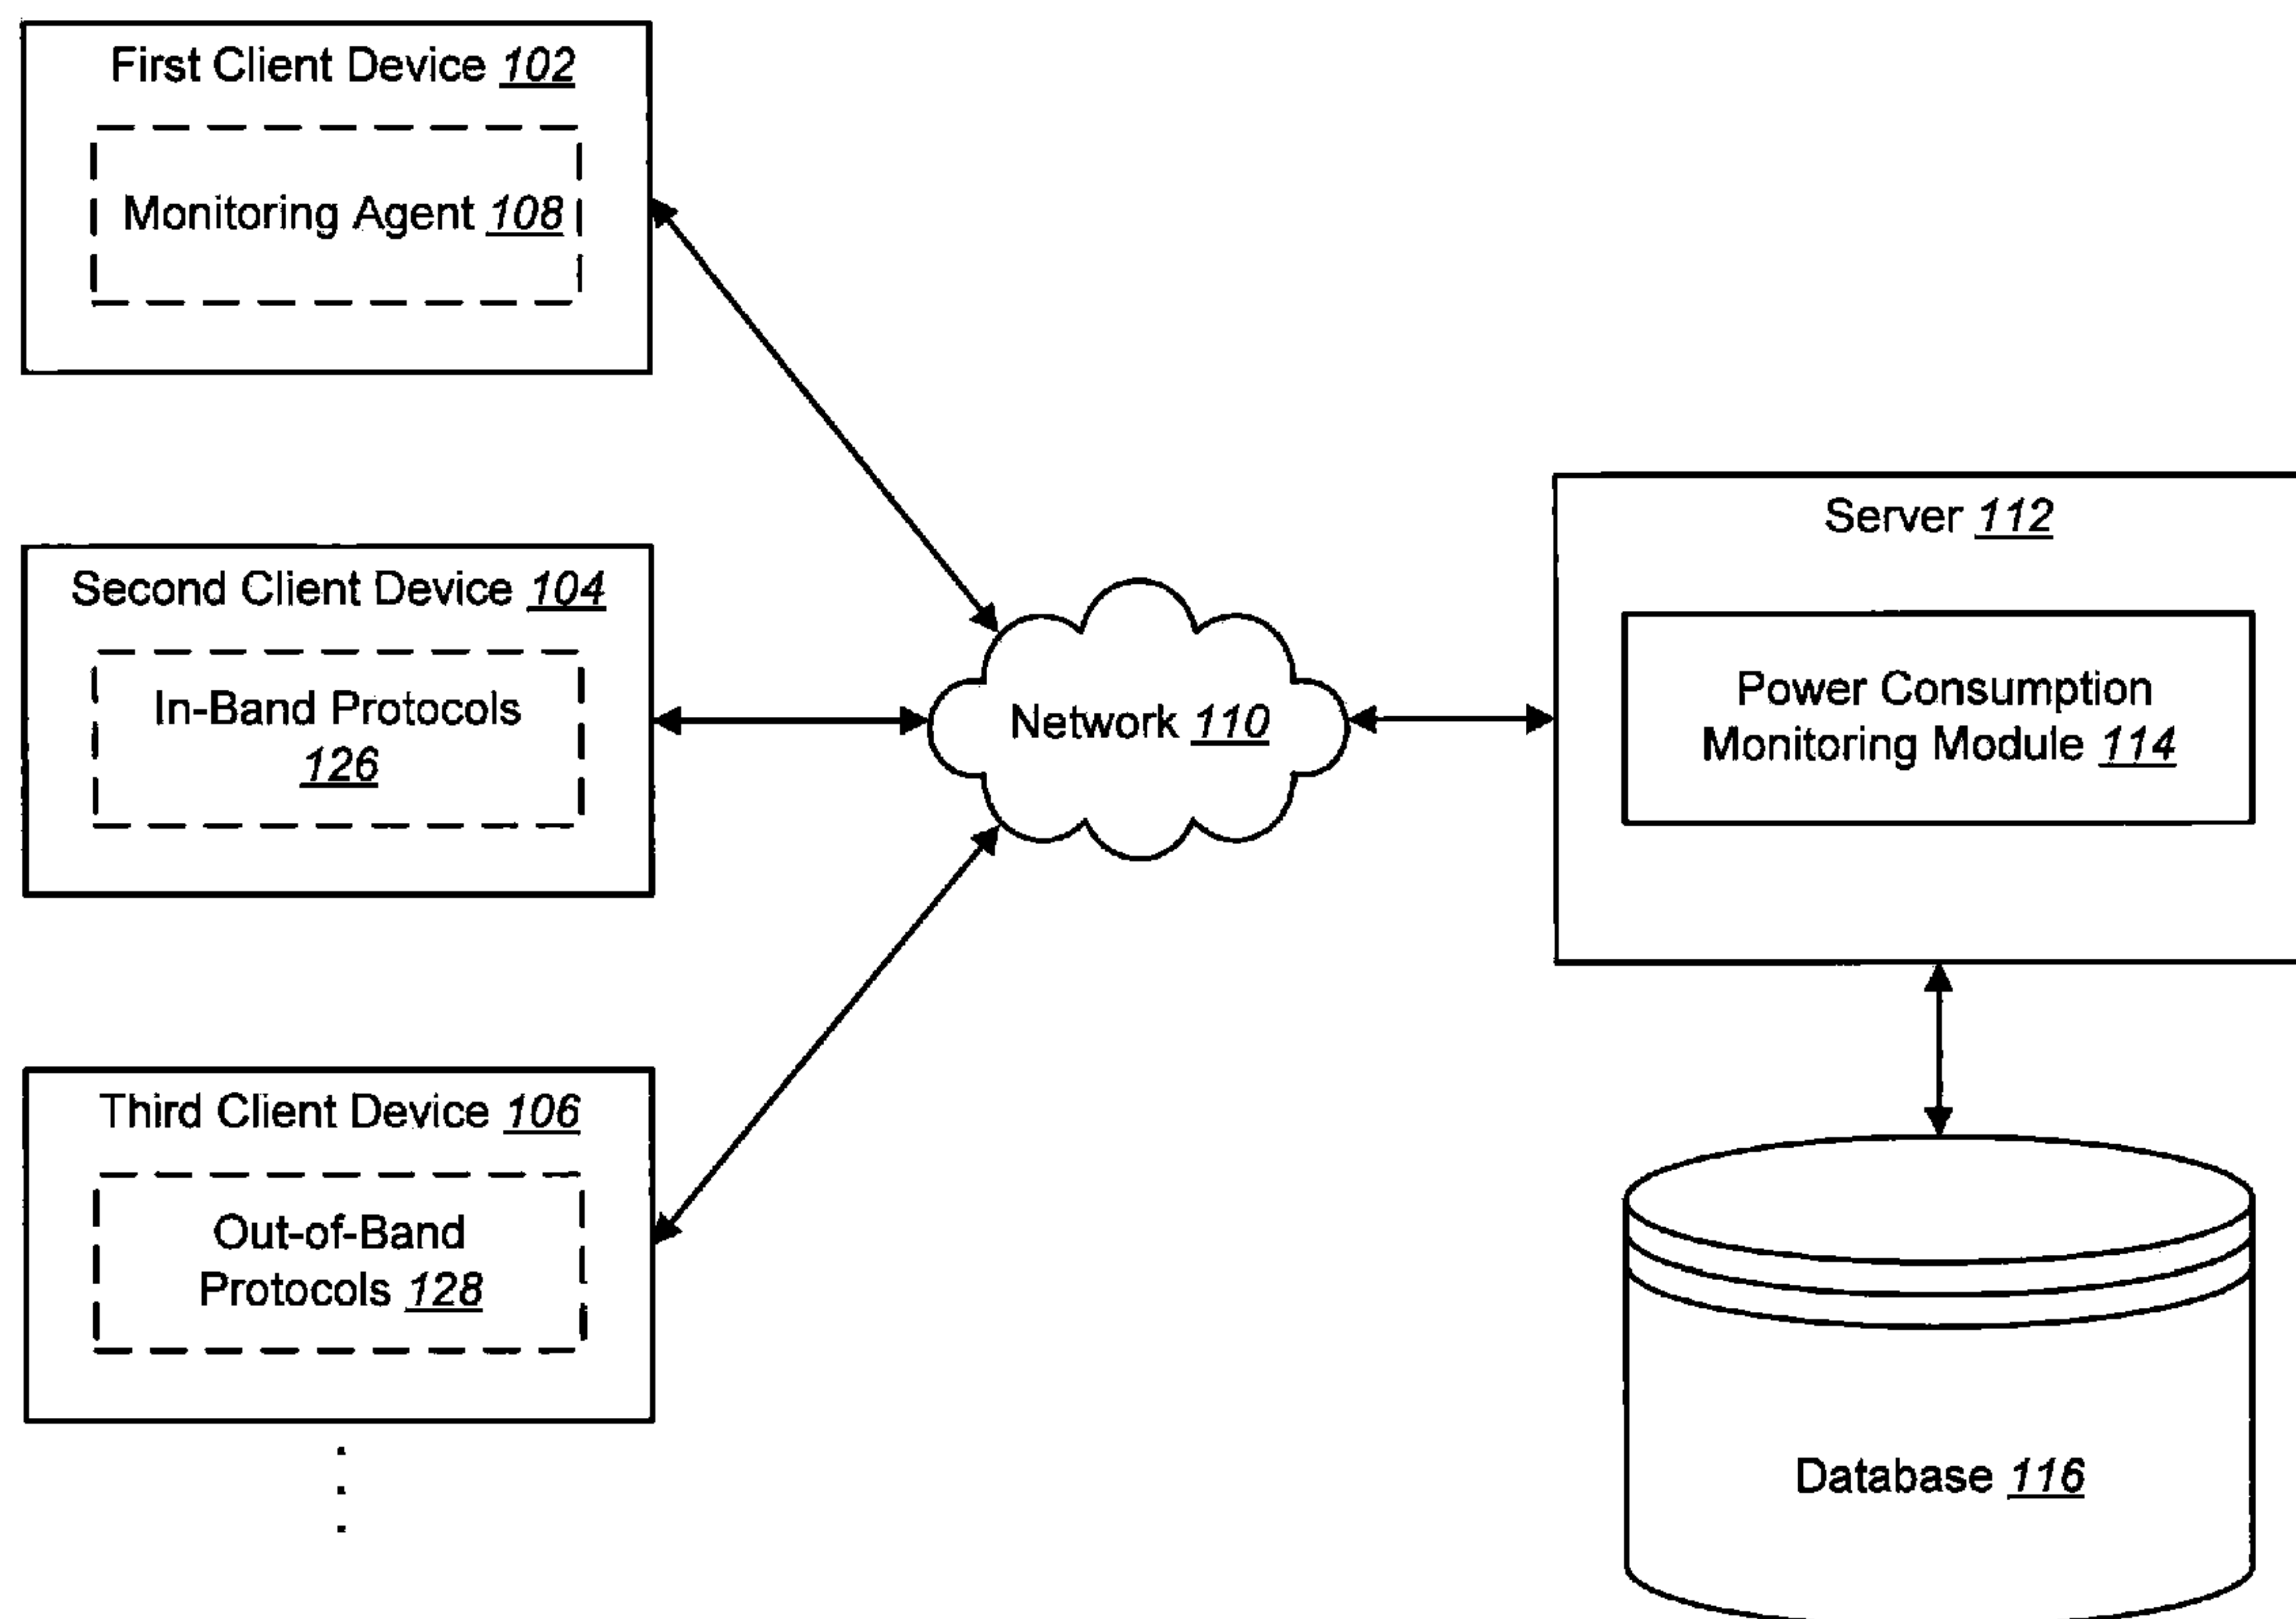 First Client Device 102
Monitoring Agent 108
Second Client Device 104
In-Band Protocols
126
Third Client Device 106
Out-of-Band
Protocols 128
Network 110
Server 112
Power Consumption
Monitoring Module 114
Database 116